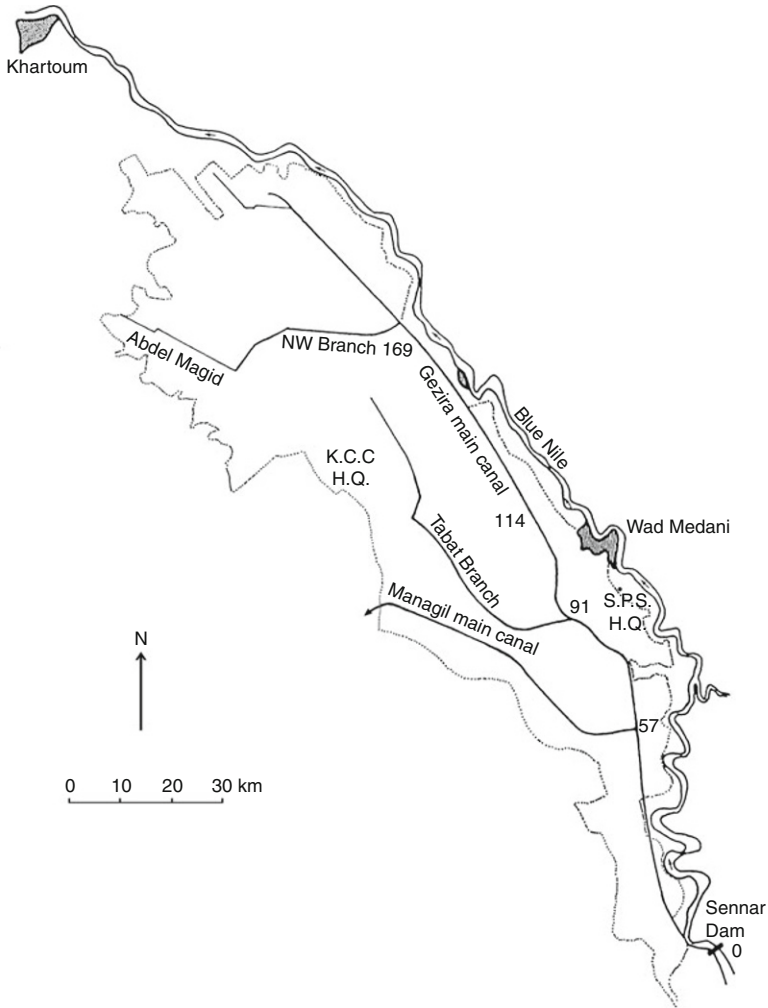 Khartoum
Abdel Magid
NW Branch 169
Gezira main canal
Blue Nile
K.C.C
H.Q.
114
Wad Medani
Tabat Branch
S.P.S.
H.Q.
91
Managil main canal
N
57
0 10 20 30 km
Sennar
Dam
0